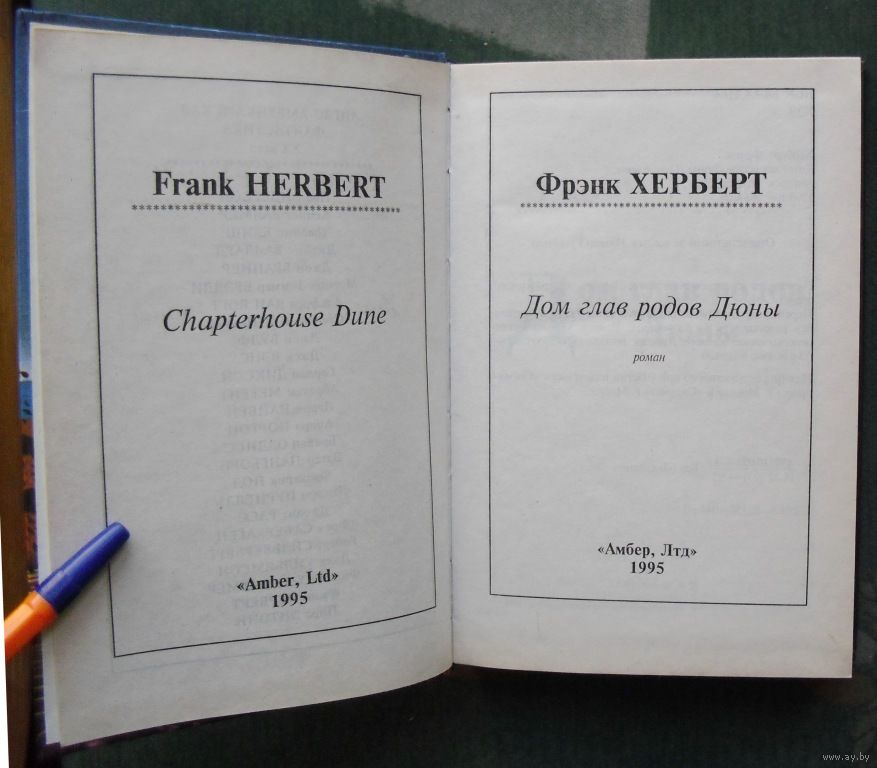 Frank HERBERT
****************************************
Chapterhouse Dune
«Amber, Ltd»
1995
Фрэнк ХЕРБЕРТ
****************************************
Дом глав родов Дюны
роман
«Амбер, Лтд»
1995
www.ay.by